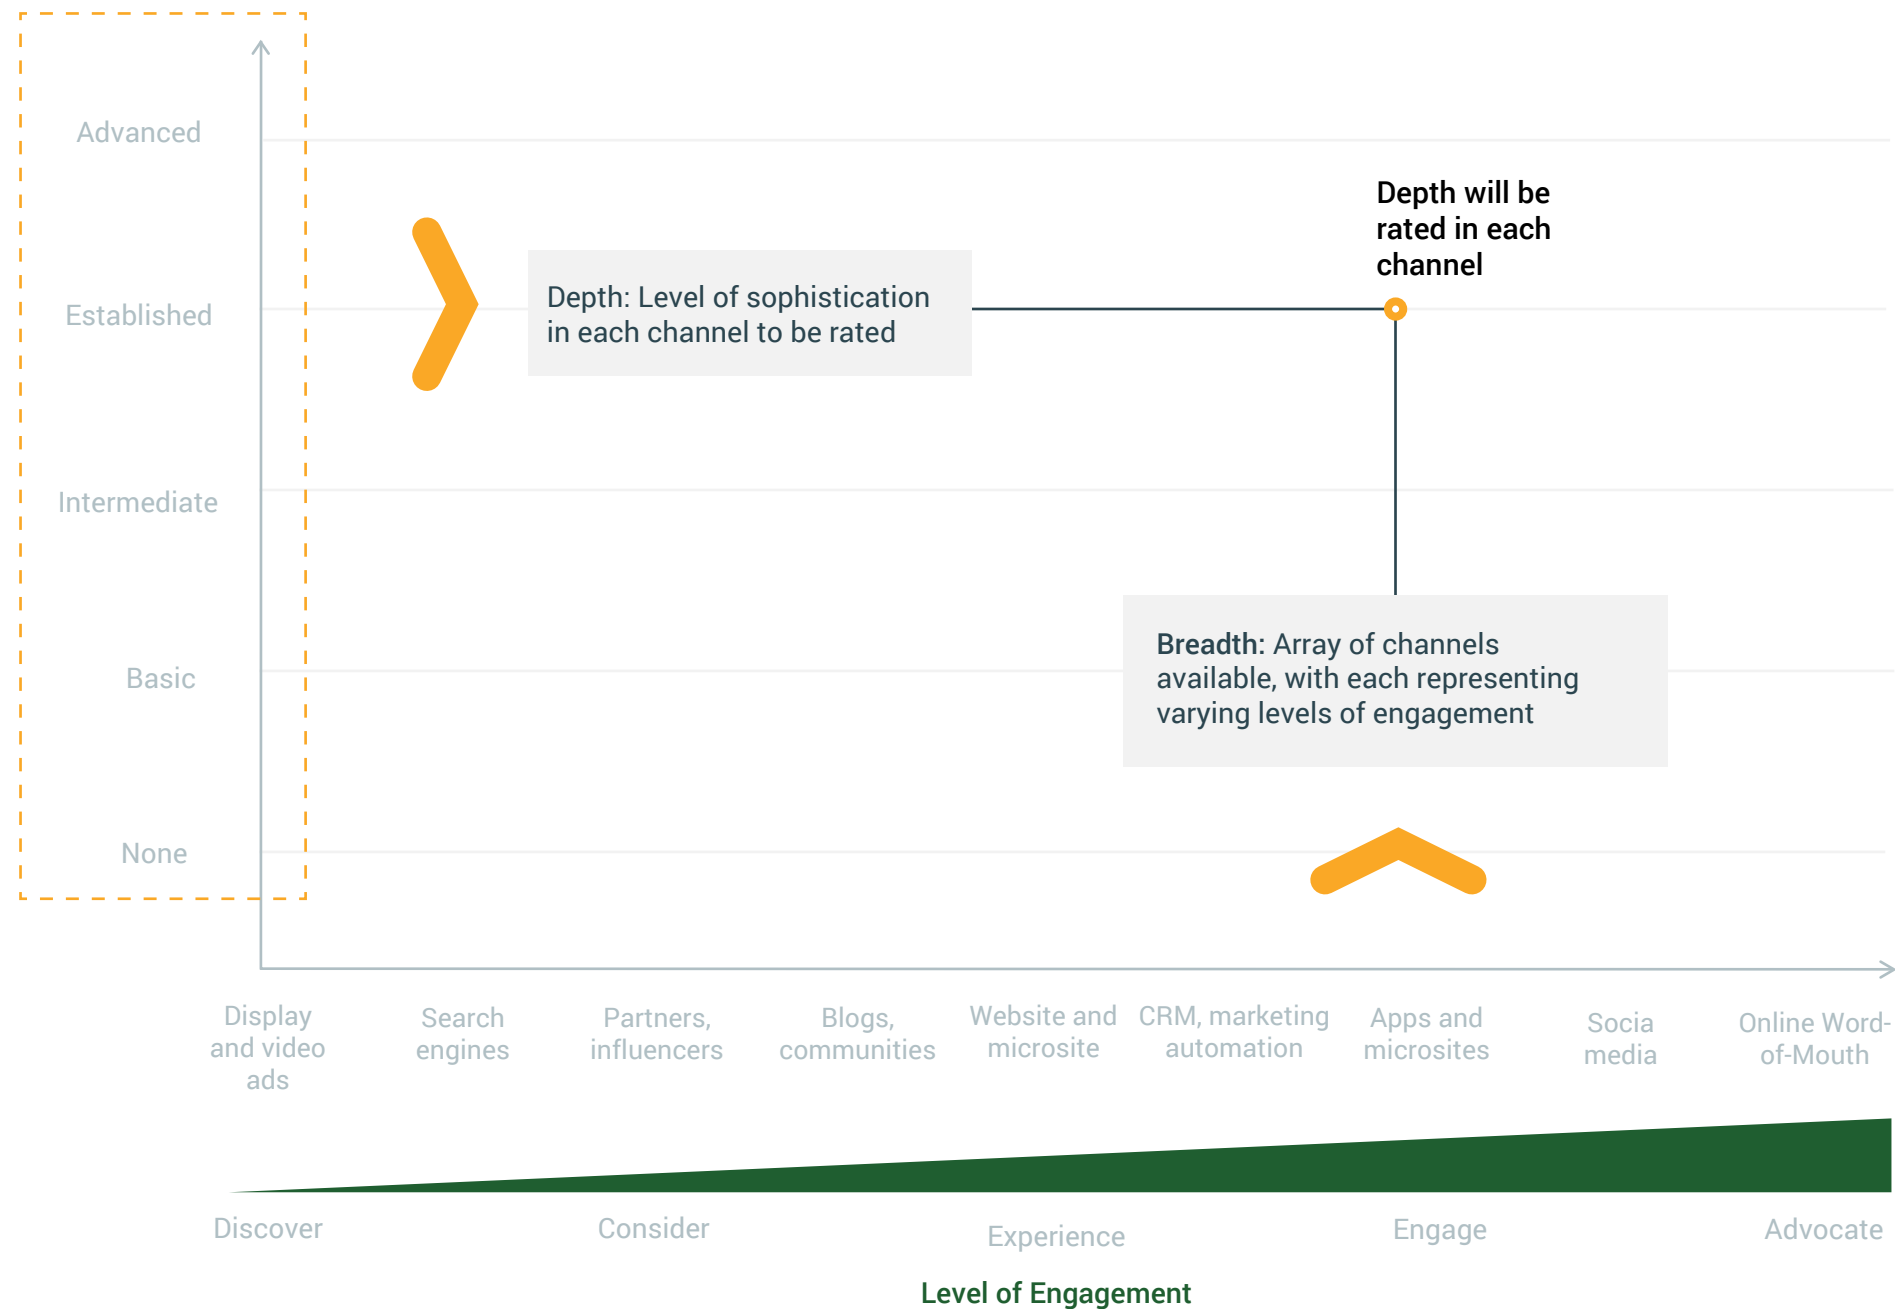 Advanced
Depth will be
rated in each
channel
Established
Depth: Level of sophistication
in each channel to be rated
Intermediate
Basic
Breadth: Array of channels
available, with each representing
varying levels of engagement
None
Display
and video
ads
Search
engines
Partners,
influencers
Blogs,
communities
Website and
microsite
CRM, marketing
automation
Apps and
microsites
Socia
media
Online Word-
of-Mouth
Discover
Consider
Experience
Engage
Advocate
Level of Engagement